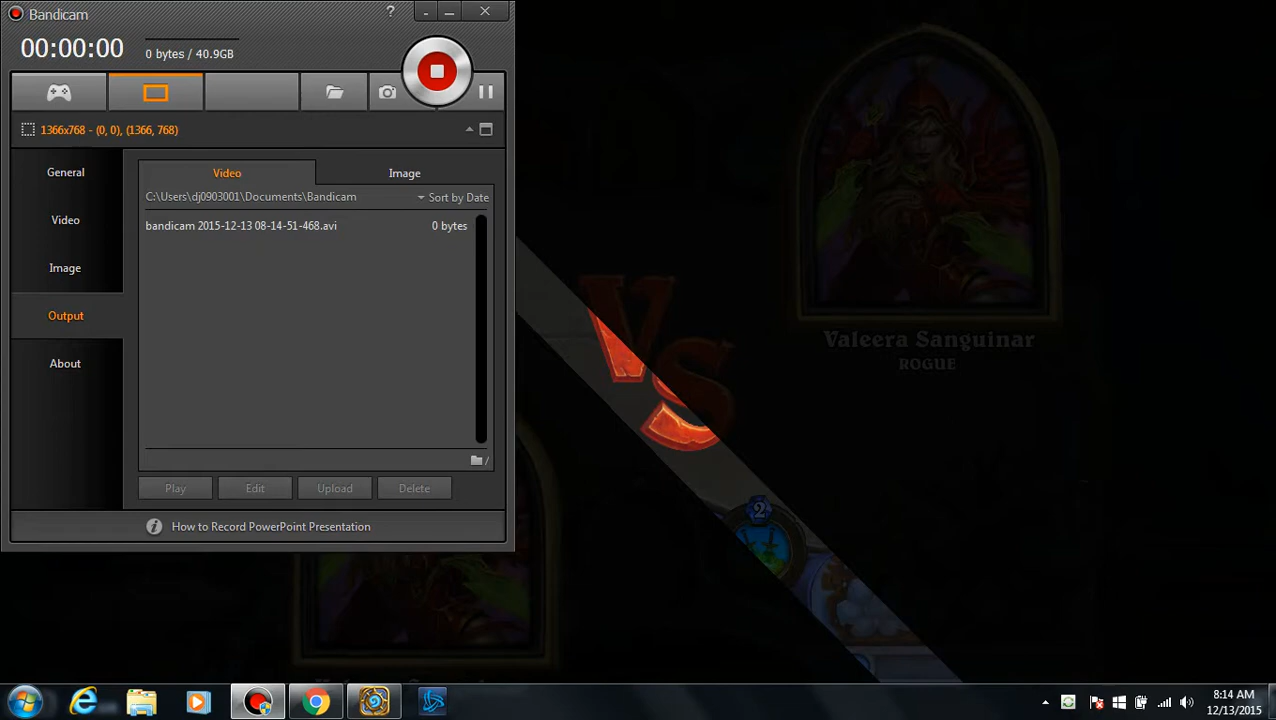 Bandicam
?
00:00:00
0 bytes / 40.9GB
1366x768 - (0, 0), (1366, 768)
General
Video
Image
Output
About
Video
Image
C:\Users\dj0903001\Documents\Bandicam
Sort by Date
bandicam 2015-12-13 08-14-51-468.avi
0 bytes
/
Play
Edit
Upload
Delete
How to Record PowerPoint Presentation
VS
Valeera Sanguinar
ROGUE
2
8:14 AM
12/13/2015